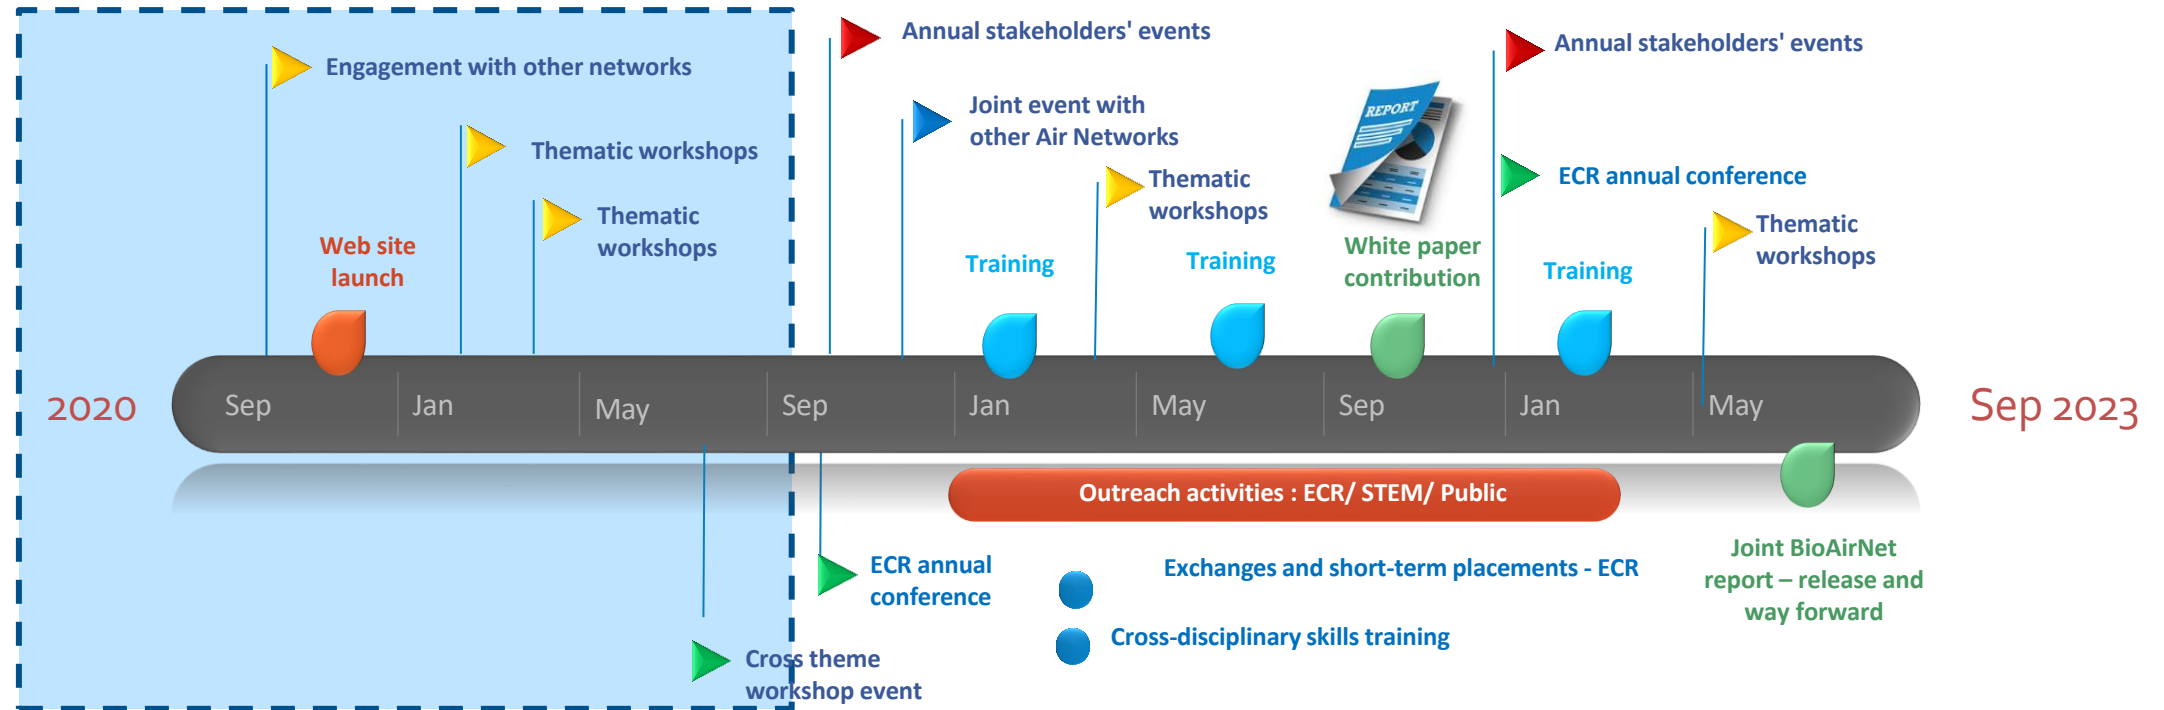 Annual stakeholders' events
Annual stakeholders' events
Engagement with other networks
Joint event with
other Air Networks
REPORT
Thematic workshops
Thematic
workshops
ECR annual conference
Thematic
workshops
Thematic
workshops
Web site
launch
Training
Training
White paper
contribution
Training
2020
Sep
Jan
May
Sep
Jan
May
Sep
Jan
May
Sep 2023
Outreach activities : ECR/ STEM/ Public
ECR annual
conference
Exchanges and short-term placements - ECR
Joint BioAirNet
report – release and
way forward
Cross-disciplinary skills training
Cross theme
workshop event